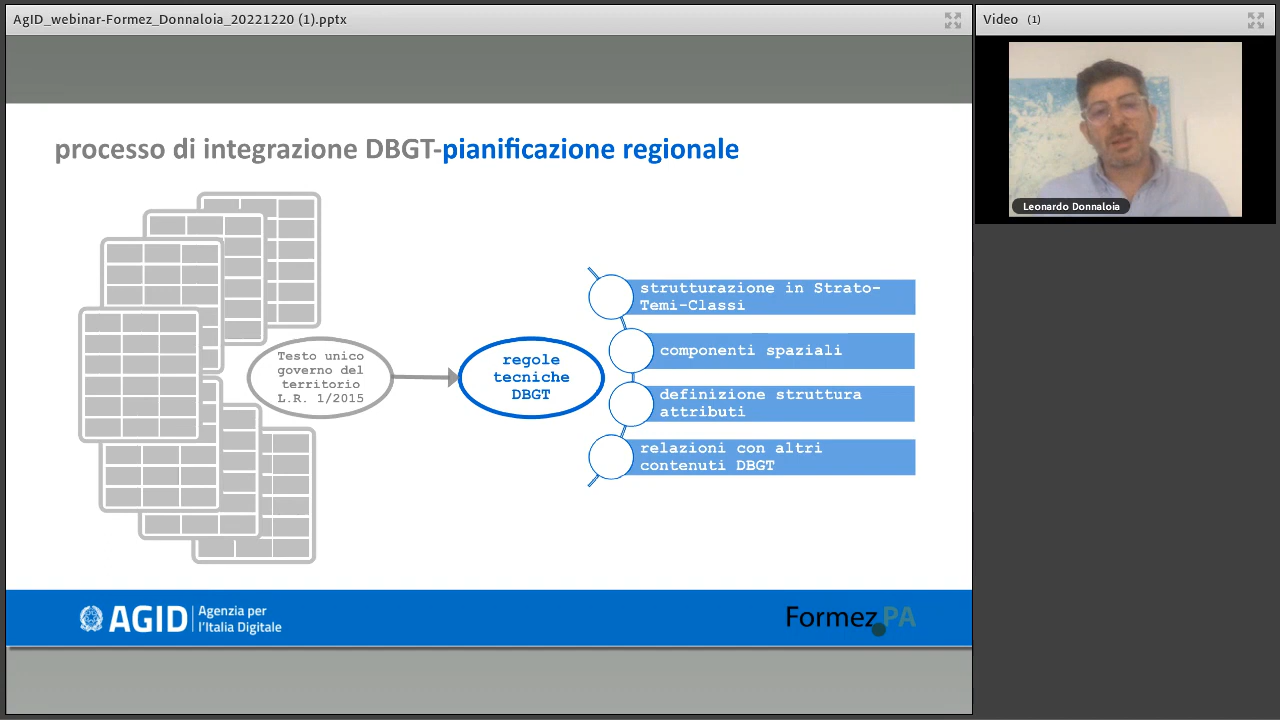 AgID_webinar-Formez_Donnaloia_20221220 (1).pptx
Video (1)
Leonardo Donnaloia
processo di integrazione DBGT-pianificazione regionale
Testo unico
governo del
territorio
L.R. 1/2015
regole
tecniche
DBGT
strutturazione in Strato-
Temi-Classi
componenti spaziali
definizione struttura
attributi
relazioni con altri
contenuti DBGT
AGID
Agenzia per
l'Italia Digitale
Formez PA